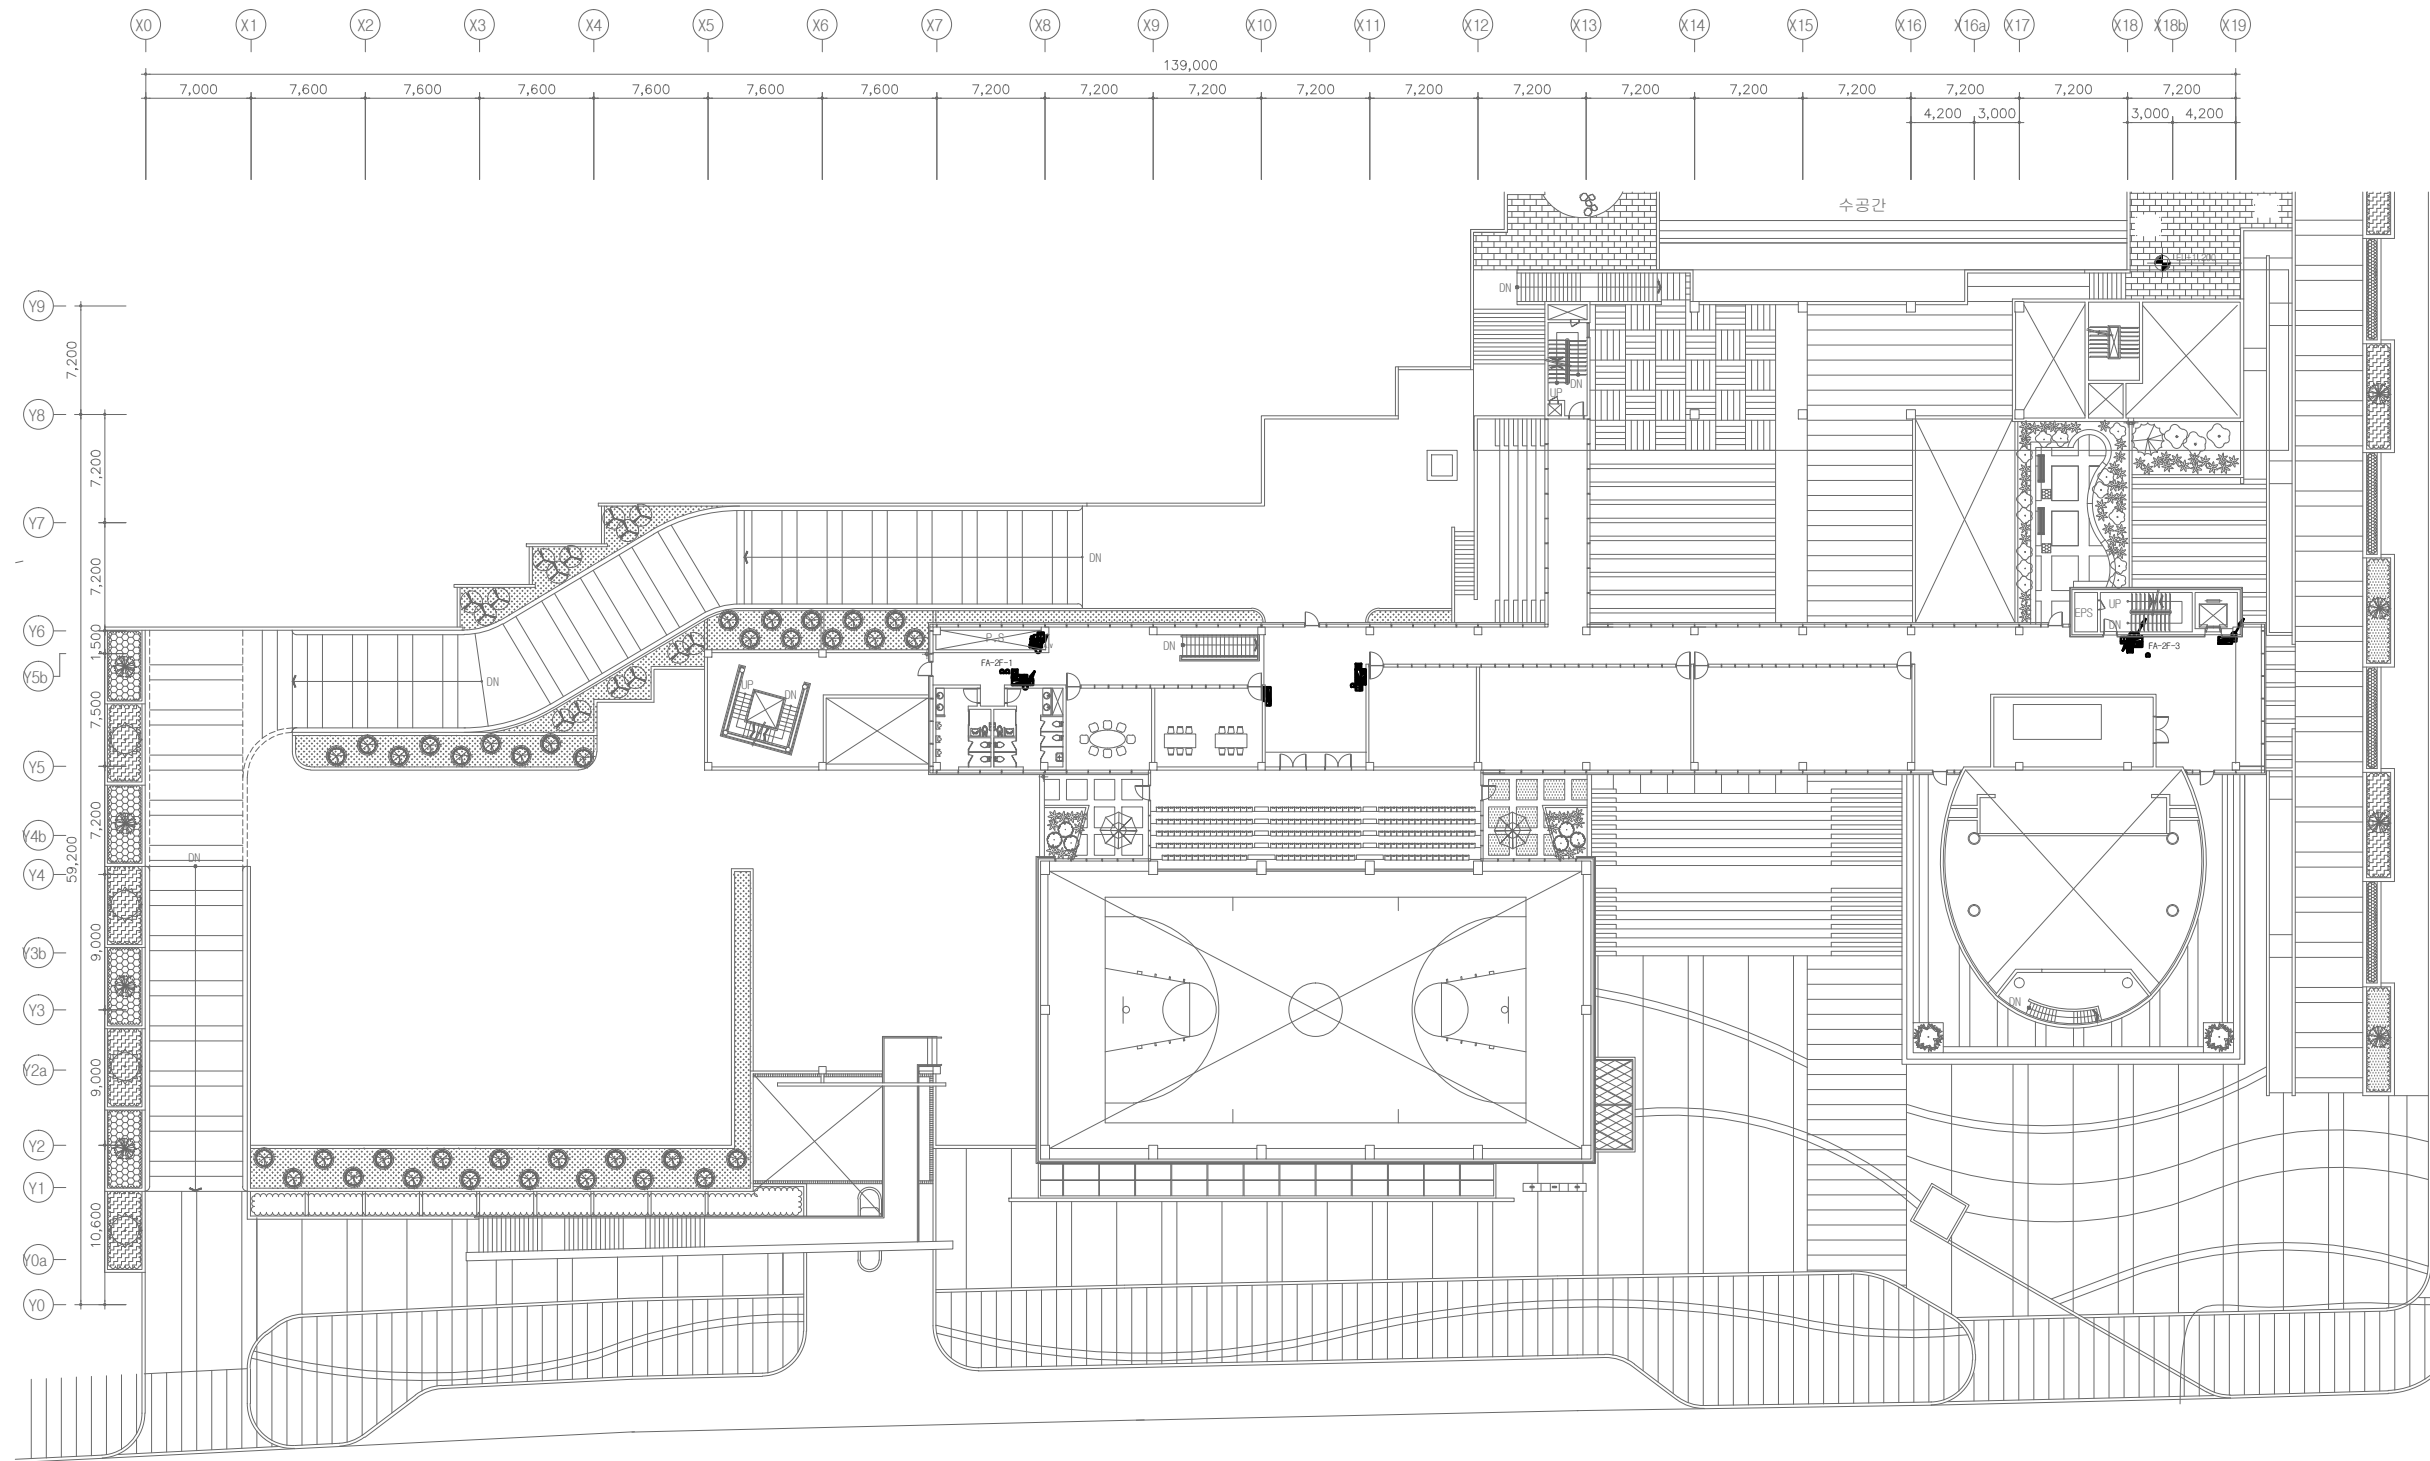 X0 X1 X2 X3 X4 X5 X6 X7 X8 X9 X10 X11 X12 X13 X14 X15 X16 X16a X17 X18 X18b X19
139,000
7,000 7,600 7,600 7,600 7,600 7,600 7,600 7,200 7,200 7,200 7,200 7,200 7,200 7,200 7,200 7,200 7,200 7,200 7,200
4,200 3,000 3,000 4,200
수공간
DN
Y9
7,200
UP DN
Y8
7,200
Y7
DN
7,200
EPS UP
DN
Y6
1,500
P.S
DN
FA-2F-3
Y5b
FA-2F-1
DN
UP DN
7,500
Y5
7,200
Y4b
DN
59,200
Y4
9,000
Y3b
DN
Y3
Y2a
9,000
Y2
Y1
10,600
Y0a
Y0